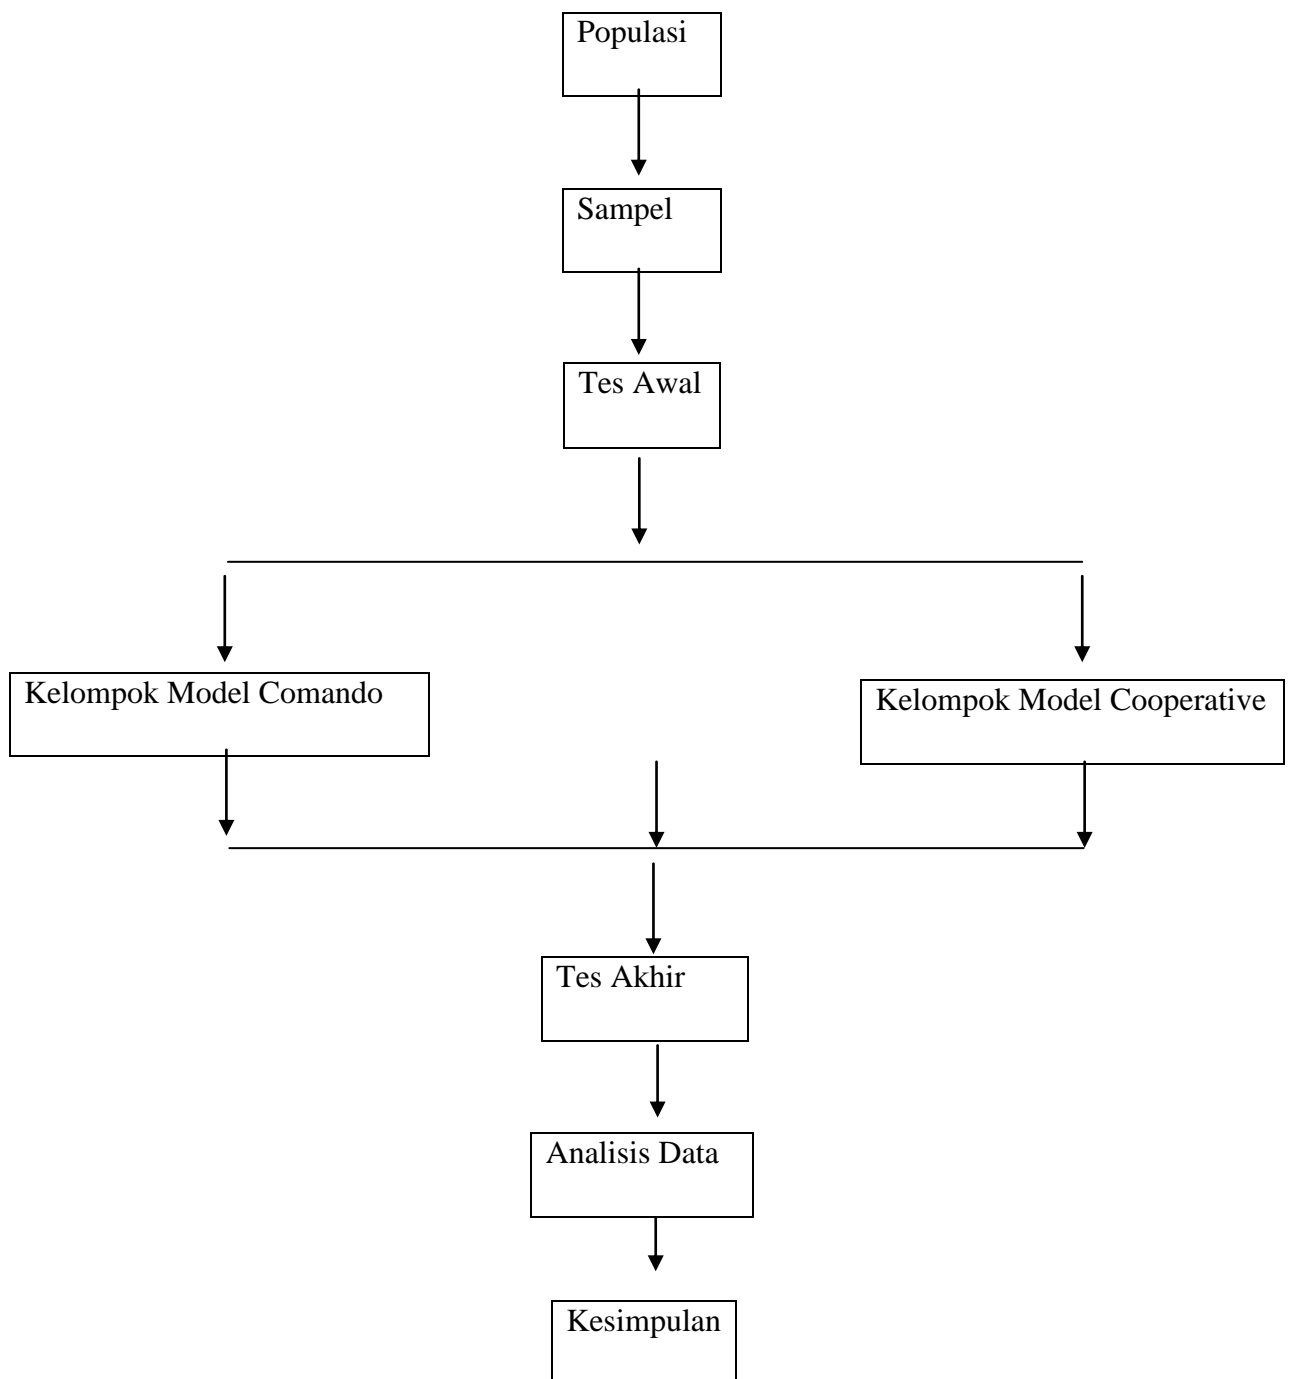 Populasi
Sampel
Tes Awal
Kelompok Model Comando
Kelompok Model Cooperative
Tes Akhir
Analisis Data
Kesimpulan